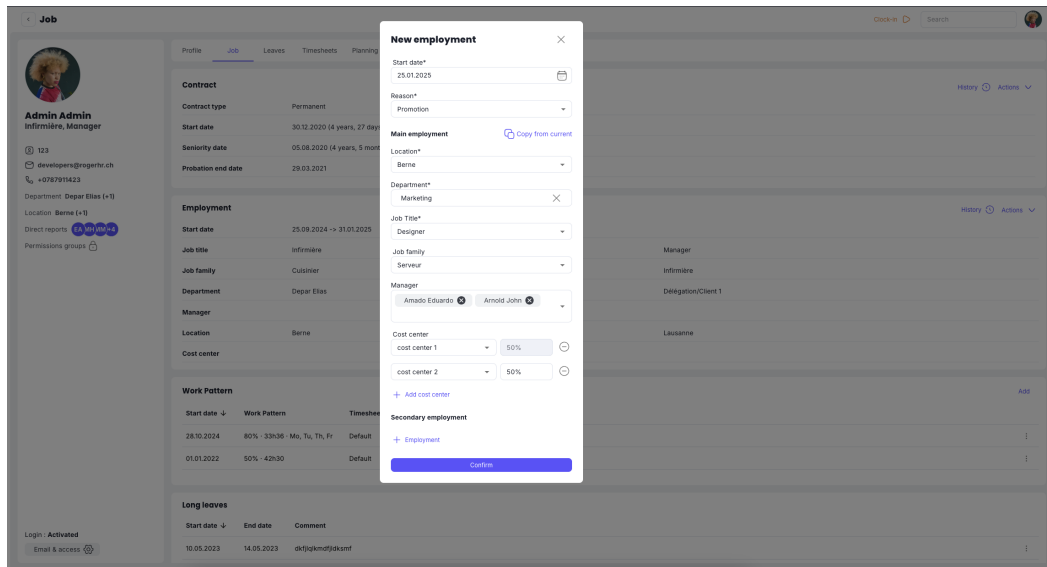 Job
Clock-in
Search
Admin Admin
Infirmière, Manager
123
developers@rogerhr.ch
+0787911423
Department Depar Elias (+1)
Location Berne (+1)
Direct reports EA MH MM +4
Permissions groups
Login : Activated
Email & access
Profile Job Leaves Timesheets Planning
Contract
History Actions
Contract type Permanent
Start date 30.12.2020 (4 years, 27 days
Seniority date 05.08.2020 (4 years, 5 mont
Probation end date 29.03.2021
Employment
History Actions
Start date 25.09.2024 -> 31.01.2025
Job title Infirmière Manager
Job family Cuisinier Infirmière
Department Depar Elias Délégation/Client 1
Manager
Location Berne Lausanne
Cost center
Work Pattern
Add
Start date Work Pattern Timeshee
28.10.2024 80% · 33h36 · Mo, Tu, Th, Fr Default
01.01.2022 50% · 42h30 Default
Long leaves
Start date End date Comment
10.05.2023 14.05.2023 dkfjiqlkmdfjidksmf
New employment
Start date*
25.01.2025
Reason*
Promotion
Main employment Copy from current
Location*
Berne
Department*
Marketing
Job Title*
Designer
Job family
Serveur
Manager
Amado Eduardo Arnold John
Cost center
cost center 1 50%
cost center 2 50%
Add cost center
Secondary employment
Employment
Confirm